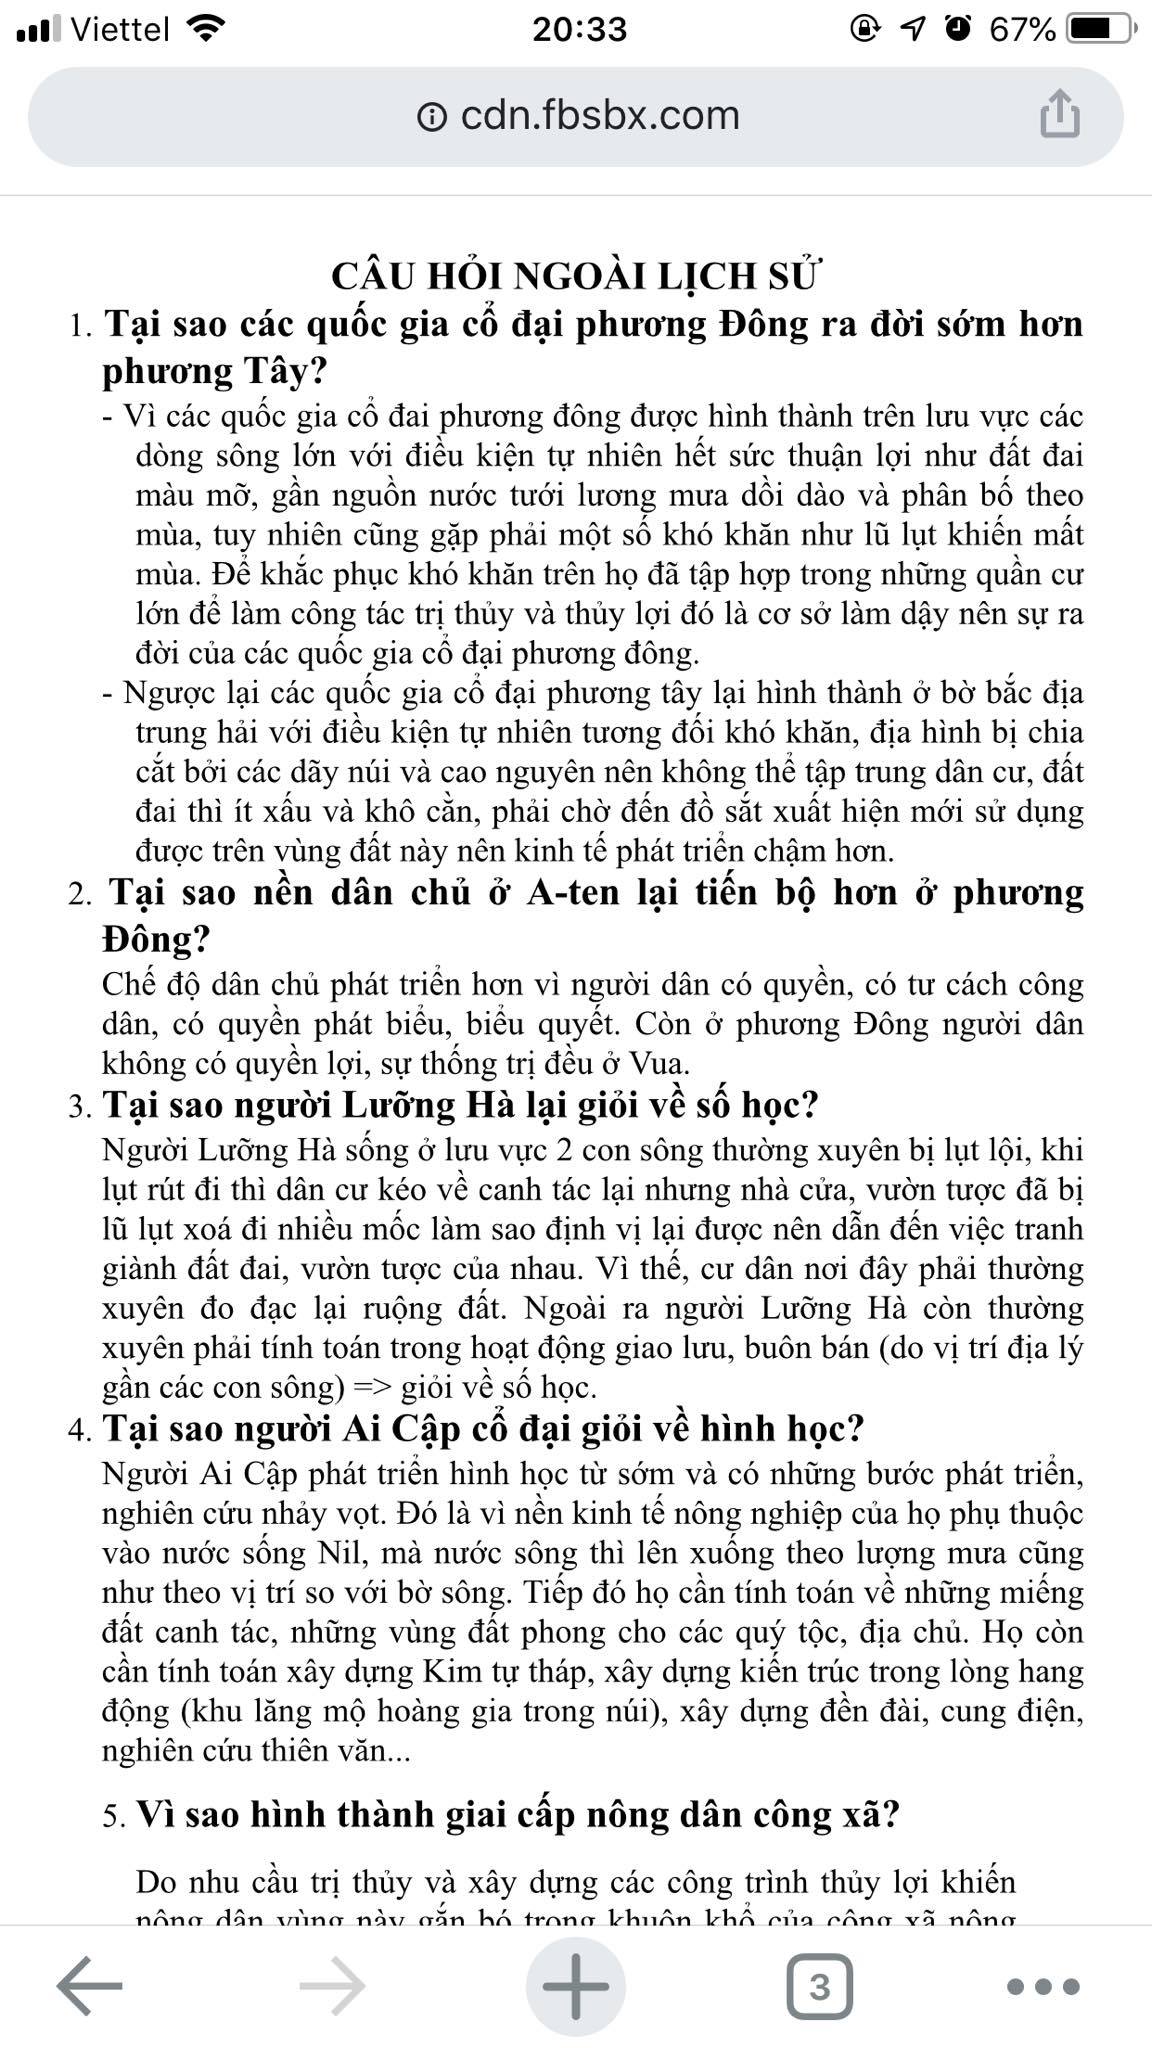 Viettel
20:33
67%
cdn.fbsbx.com
CÂU HỎI NGOÀI LỊCH SỬ
1. Tại sao các quốc gia cổ đại phương Đông ra đời sớm hơn
phương Tây?
- Vì các quốc gia cổ đai phương đông được hình thành trên lưu vực các
dòng sông lớn với điều kiện tự nhiên hết sức thuận lợi như đất đai
màu mỡ, gần nguồn nước tưới lương mưa dồi dào và phân bố theo
mùa, tuy nhiên cũng gặp phải một số khó khăn như lũ lụt khiến mất
mùa. Để khắc phục khó khăn trên họ đã tập hợp trong những quần cư
lớn để làm công tác trị thủy và thủy lợi đó là cơ sở làm dậy nên sự ra
đời của các quốc gia cổ đại phương đông.
- Ngược lại các quốc gia cổ đại phương tây lại hình thành ở bờ bắc địa
trung hải với điều kiện tự nhiên tương đối khó khăn, địa hình bị chia
cắt bởi các dãy núi và cao nguyên nên không thể tập trung dân cư, đất
đai thì ít xấu và khô cằn, phải chờ đến đồ sắt xuất hiện mới sử dụng
được trên vùng đất này nên kinh tế phát triển chậm hơn.
2. Tại sao nền dân chủ ở A-ten lại tiến bộ hơn ở phương
Đông?
Chế độ dân chủ phát triển hơn vì người dân có quyền, có tư cách công
dân, có quyền phát biểu, biểu quyết. Còn ở phương Đông người dân
không có quyền lợi, sự thống trị đều ở Vua.
3. Tại sao người Lưỡng Hà lại giỏi về số học?
Người Lưỡng Hà sống ở lưu vực 2 con sông thường xuyên bị lụt lội, khi
lụt rút đi thì dân cư kéo về canh tác lại nhưng nhà cửa, vườn tược đã bị
lũ lụt xoá đi nhiều mốc làm sao định vị lại được nên dẫn đến việc tranh
giành đất đai, vườn tược của nhau. Vì thế, cư dân nơi đây phải thường
xuyên đo đạc lại ruộng đất. Ngoài ra người Lưỡng Hà còn thường
xuyên phải tính toán trong hoạt động giao lưu, buôn bán (do vị trí địa lý
gần các con sông) => giỏi về số học.
4. Tại sao người Ai Cập cổ đại giỏi về hình học?
Người Ai Cập phát triển hình học từ sớm và có những bước phát triển,
nghiên cứu nhảy vọt. Đó là vì nền kinh tế nông nghiệp của họ phụ thuộc
vào nước sống Nil, mà nước sông thì lên xuống theo lượng mưa cũng
như theo vị trí so với bờ sông. Tiếp đó họ cần tính toán về những miếng
đất canh tác, những vùng đất phong cho các quý tộc, địa chủ. Họ còn
cần tính toán xây dựng Kim tự tháp, xây dựng kiến trúc trong lòng hang
động (khu lăng mộ hoàng gia trong núi), xây dựng đền đài, cung điện,
nghiên cứu thiên văn...
5. Vì sao hình thành giai cấp nông dân công xã?
Do nhu cầu trị thủy và xây dựng các công trình thủy lợi khiến
nông dân vùng này gắn bó trong khuôn khổ của công xã nông
3